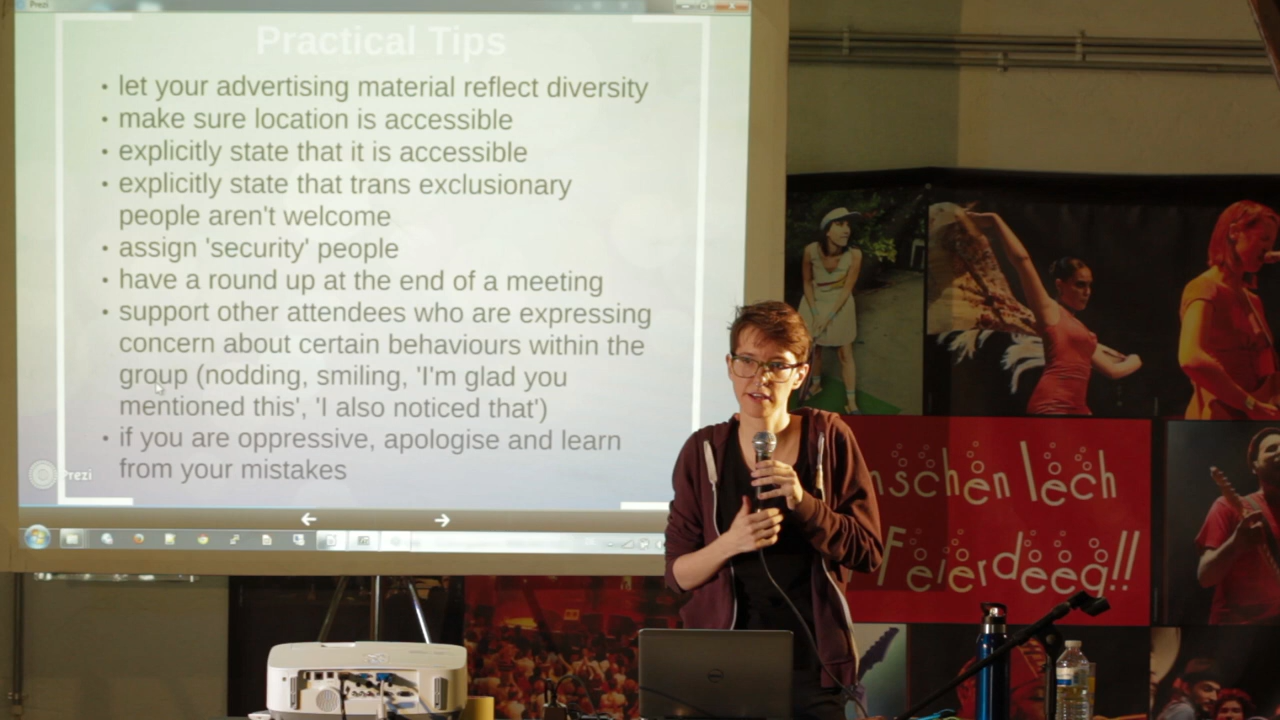 Prezi
Practical Tips
• let your advertising material reflect diversity
• make sure location is accessible
• explicitly state that it is accessible
• explicitly state that trans exclusionary
people aren't welcome
• assign 'security' people
• have a round up at the end of a meeting
• support other attendees who are expressing
concern about certain behaviours within the
group (nodding, smiling, 'I'm glad you
mentioned this', 'I also noticed that')
• if you are oppressive, apologise and learn
from your mistakes
Prezi
nschen Iech
Feierdeeg!!
DELL